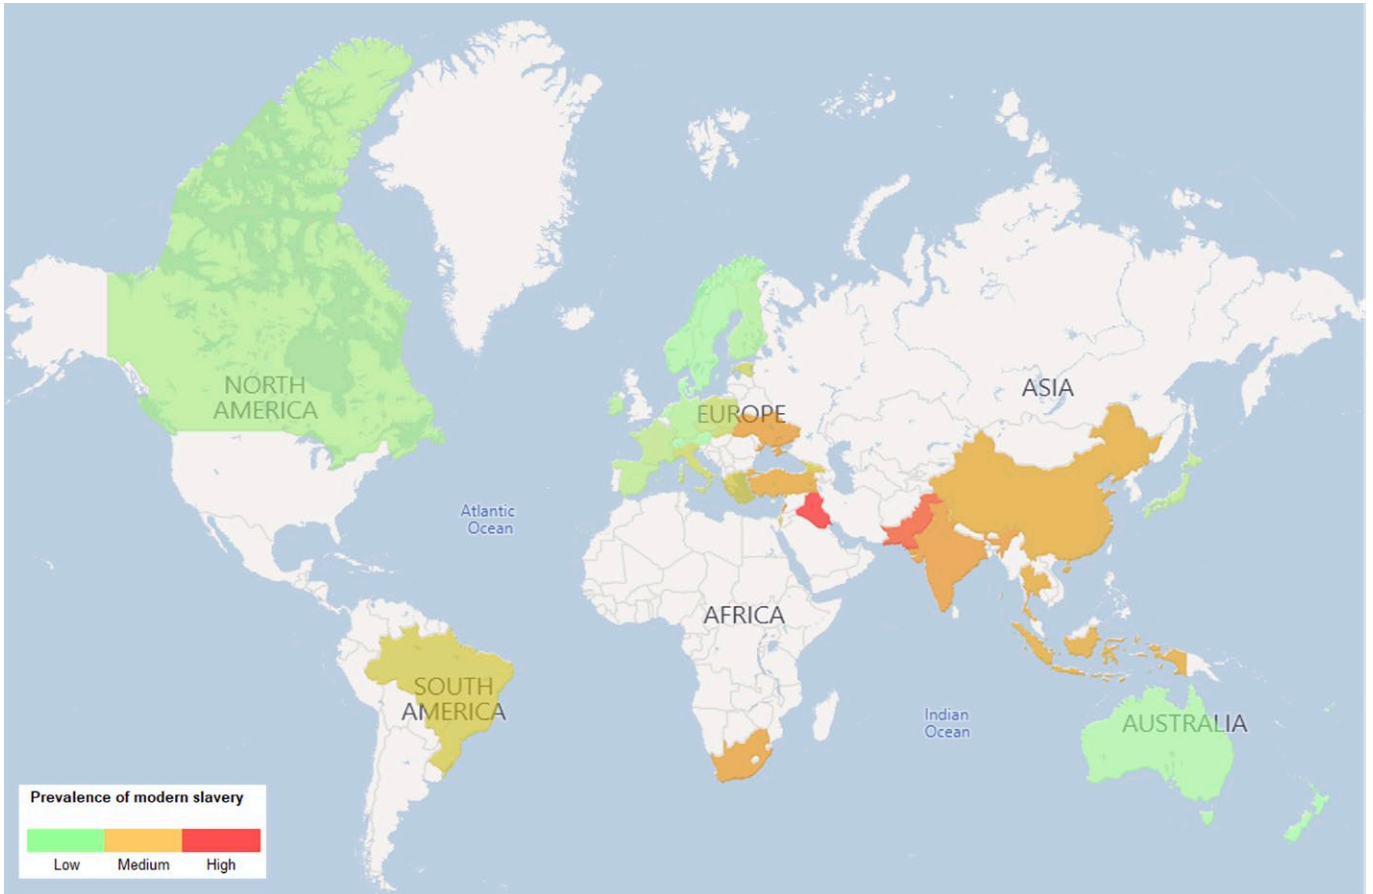 NORTH
AMERICA
EUROPE
ASIA
Atlantic
Ocean
AFRICA
SOUTH
AMERICA
Indian
Ocean
AUSTRALIA
Prevalence of modern slavery
Low Medium High